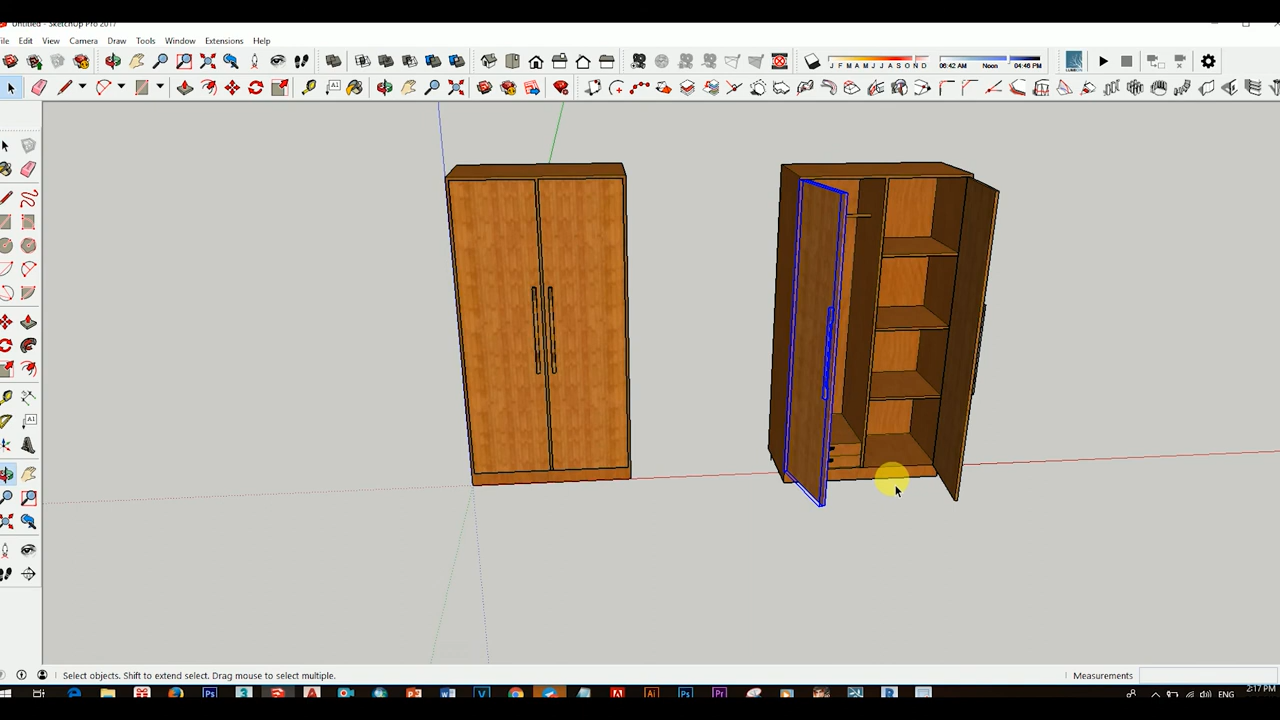 Untitled - SketchUp Pro 2017
File Edit View Camera Draw Tools Window Extensions Help
J F M A M J J A S O N D 06:42 AM Noon 04:46 PM
Select objects. Shift to extend select. Drag mouse to select multiple. Measurements
ENG 2:17 PM